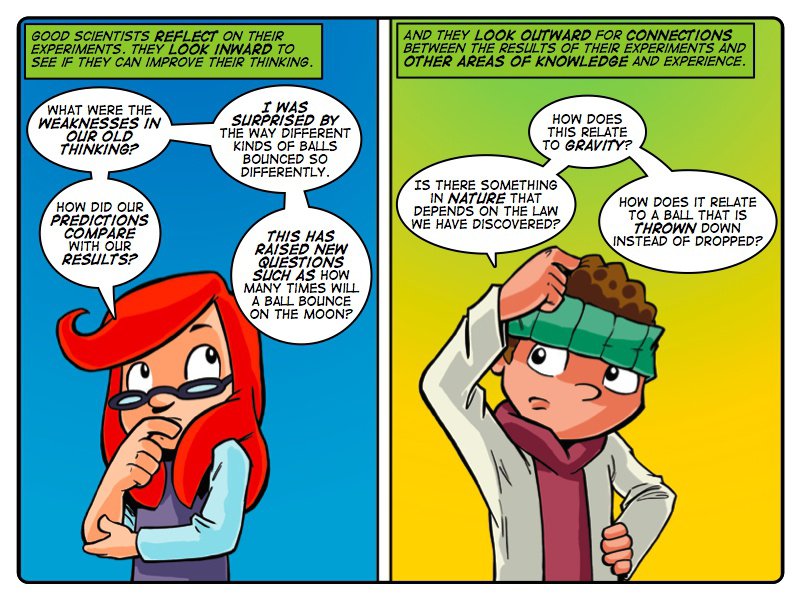 GOOD SCIENTISTS REFLECT ON THEIR
EXPERIMENTS. THEY LOOK INWARD TO
SEE IF THEY CAN IMPROVE THEIR THINKING.
WHAT WERE THE
WEAKNESSES IN
OUR OLD
THINKING?
I WAS
SURPRISED BY
THE WAY DIFFERENT
KINDS OF BALLS
BOUNCED SO
DIFFERENTLY.
HOW DID OUR
PREDICTIONS
COMPARE
WITH OUR
RESULTS?
THIS HAS
RAISED NEW
QUESTIONS
SUCH AS HOW
MANY TIMES WILL
A BALL BOUNCE
ON THE MOON?
AND THEY LOOK OUTWARD FOR CONNECTIONS
BETWEEN THE RESULTS OF THEIR EXPERIMENTS AND
OTHER AREAS OF KNOWLEDGE AND EXPERIENCE.
HOW DOES
THIS RELATE
TO GRAVITY?
IS THERE SOMETHING
IN NATURE THAT
DEPENDS ON THE LAW
WE HAVE DISCOVERED?
HOW DOES IT RELATE
TO A BALL THAT IS
THROWN DOWN
INSTEAD OF DROPPED?